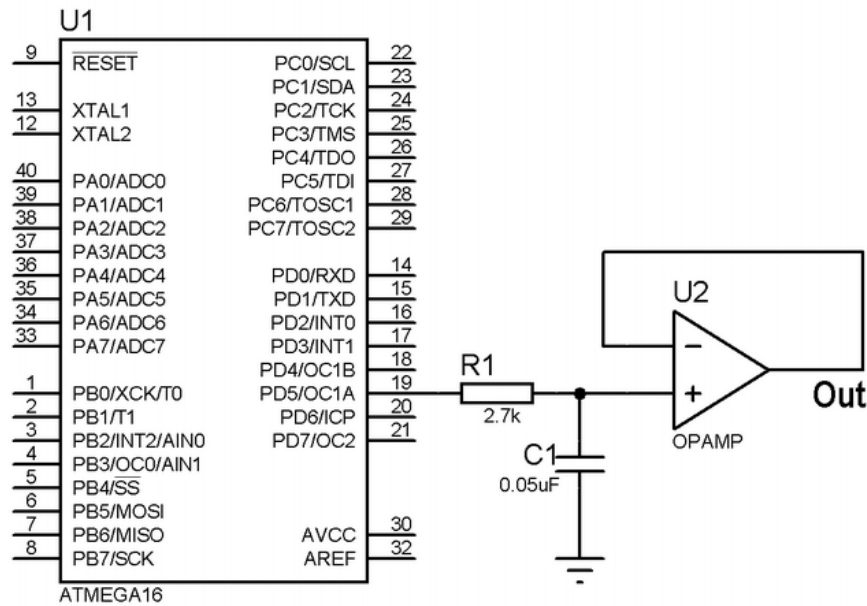 U1
9 RESET PC0/SCL 22
PC1/SDA 23
13 XTAL1 PC2/TCK 24
12 XTAL2 PC3/TMS 25
PC4/TDO 26
40 PA0/ADC0 PC5/TDI 27
39 PA1/ADC1 PC6/TOSC1 28
38 PA2/ADC2 PC7/TOSC2 29
37 PA3/ADC3
36 PA4/ADC4 PD0/RXD 14
35 PA5/ADC5 PD1/TXD 15
34 PA6/ADC6 PD2/INT0 16
33 PA7/ADC7 PD3/INT1 17
PD4/OC1B 18
1 PB0/XCK/T0 PD5/OC1A 19
2 PB1/T1 PD6/ICP 20
3 PB2/INT2/AIN0 PD7/OC2 21
4 PB3/OC0/AIN1
5 PB4/SS
6 PB5/MOSI
7 PB6/MISO AVCC 30
8 PB7/SCK AREF 32
ATMEGA16
R1
2.7k
C1
0.05uF
U2
−
+
OPAMP
Out